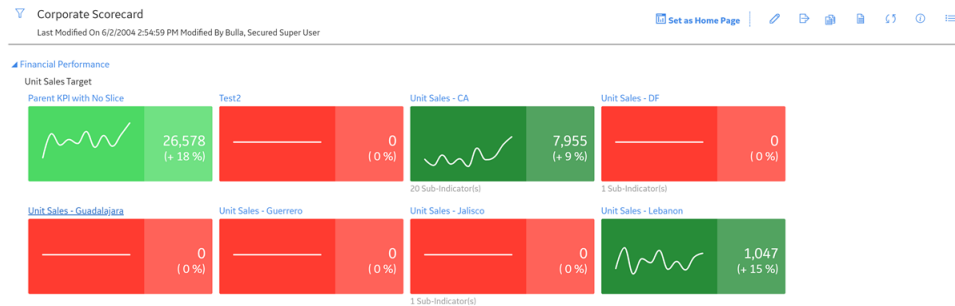 Corporate Scorecard
Set as Home Page
Last Modified On 6/2/2004 2:54:59 PM Modified By Bulla, Secured Super User
Financial Performance
Unit Sales Target
Parent KPI with No Slice
26,578
(+ 18 %)
Test2
0
( 0 %)
Unit Sales - CA
7,955
(+ 9 %)
20 Sub-Indicator(s)
Unit Sales - DF
0
( 0 %)
1 Sub-Indicator(s)
Unit Sales - Guadalajara
0
( 0 %)
Unit Sales - Guerrero
0
( 0 %)
Unit Sales - Jalisco
0
( 0 %)
1 Sub-Indicator(s)
Unit Sales - Lebanon
1,047
(+ 15 %)